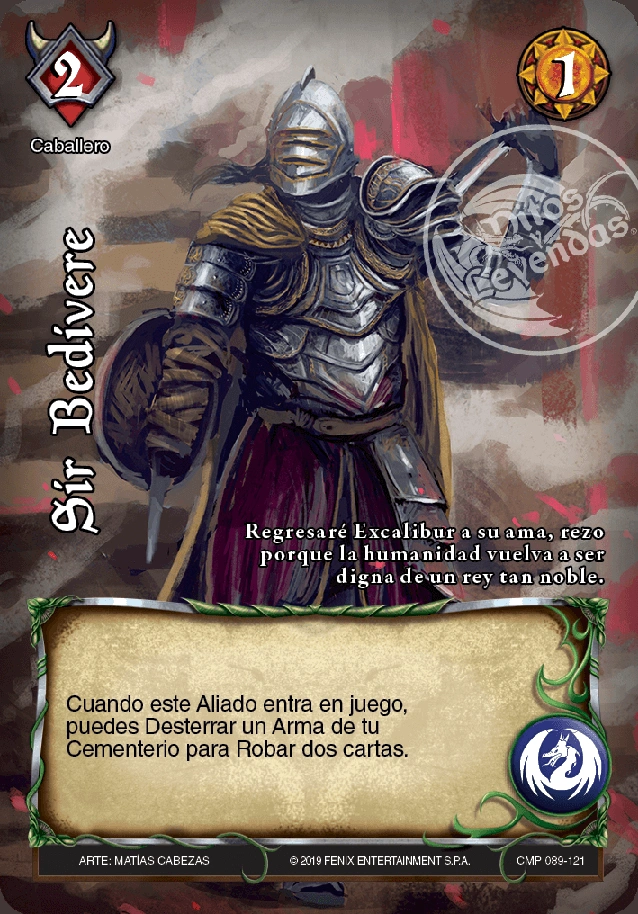 2
1
Caballero
Mitos
Leyendas®
Sir Bedivere
Regresaré Excalibur a su ama, rezo
porque la humanidad vuelva a ser
digna de un rey tan noble.
Cuando este Aliado entra en juego,
puedes Desterrar un Arma de tu
Cementerio para Robar dos cartas.
ARTE: MATÍAS CABEZAS
© 2019 FENIX ENTERTAINMENT S.P.A.
CMP 089-121